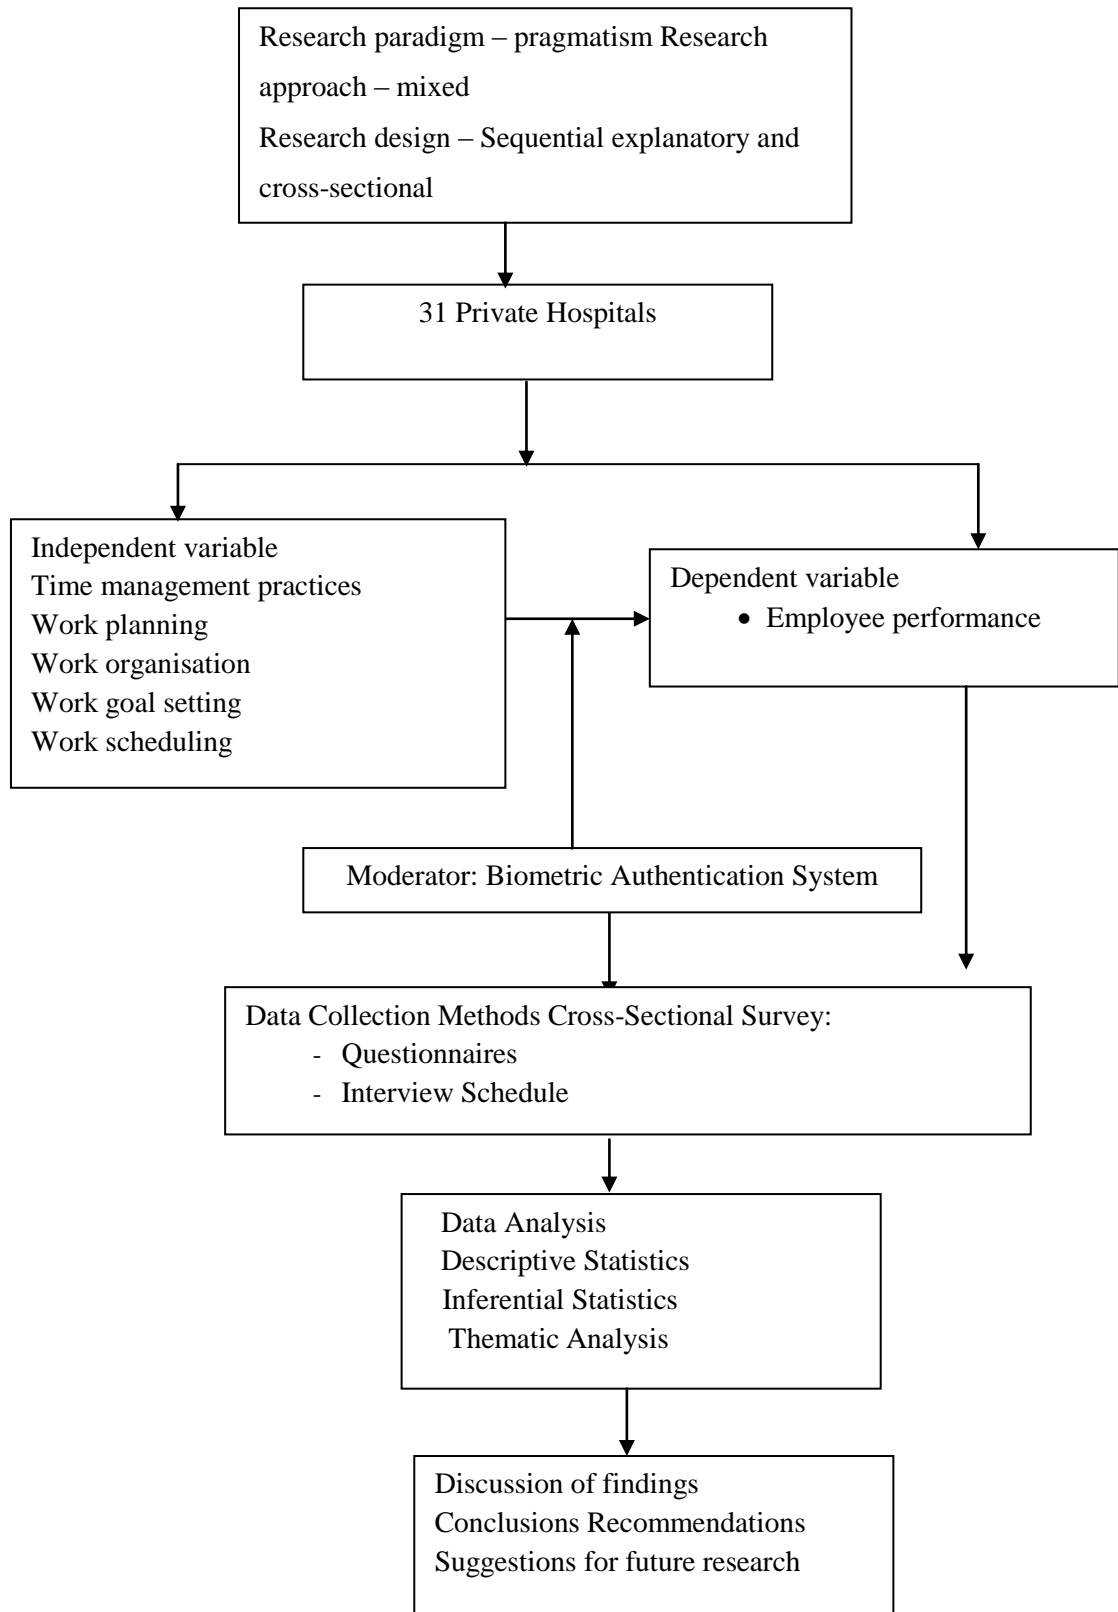 Research paradigm – pragmatism Research
approach – mixed
Research design – Sequential explanatory and
cross-sectional
31 Private Hospitals
Independent variable
Time management practices
Work planning
Work organisation
Work goal setting
Work scheduling
Dependent variable
• Employee performance
Moderator: Biometric Authentication System
Data Collection Methods Cross-Sectional Survey:
- Questionnaires
- Interview Schedule
Data Analysis
Descriptive Statistics
Inferential Statistics
Thematic Analysis
Discussion of findings
Conclusions Recommendations
Suggestions for future research